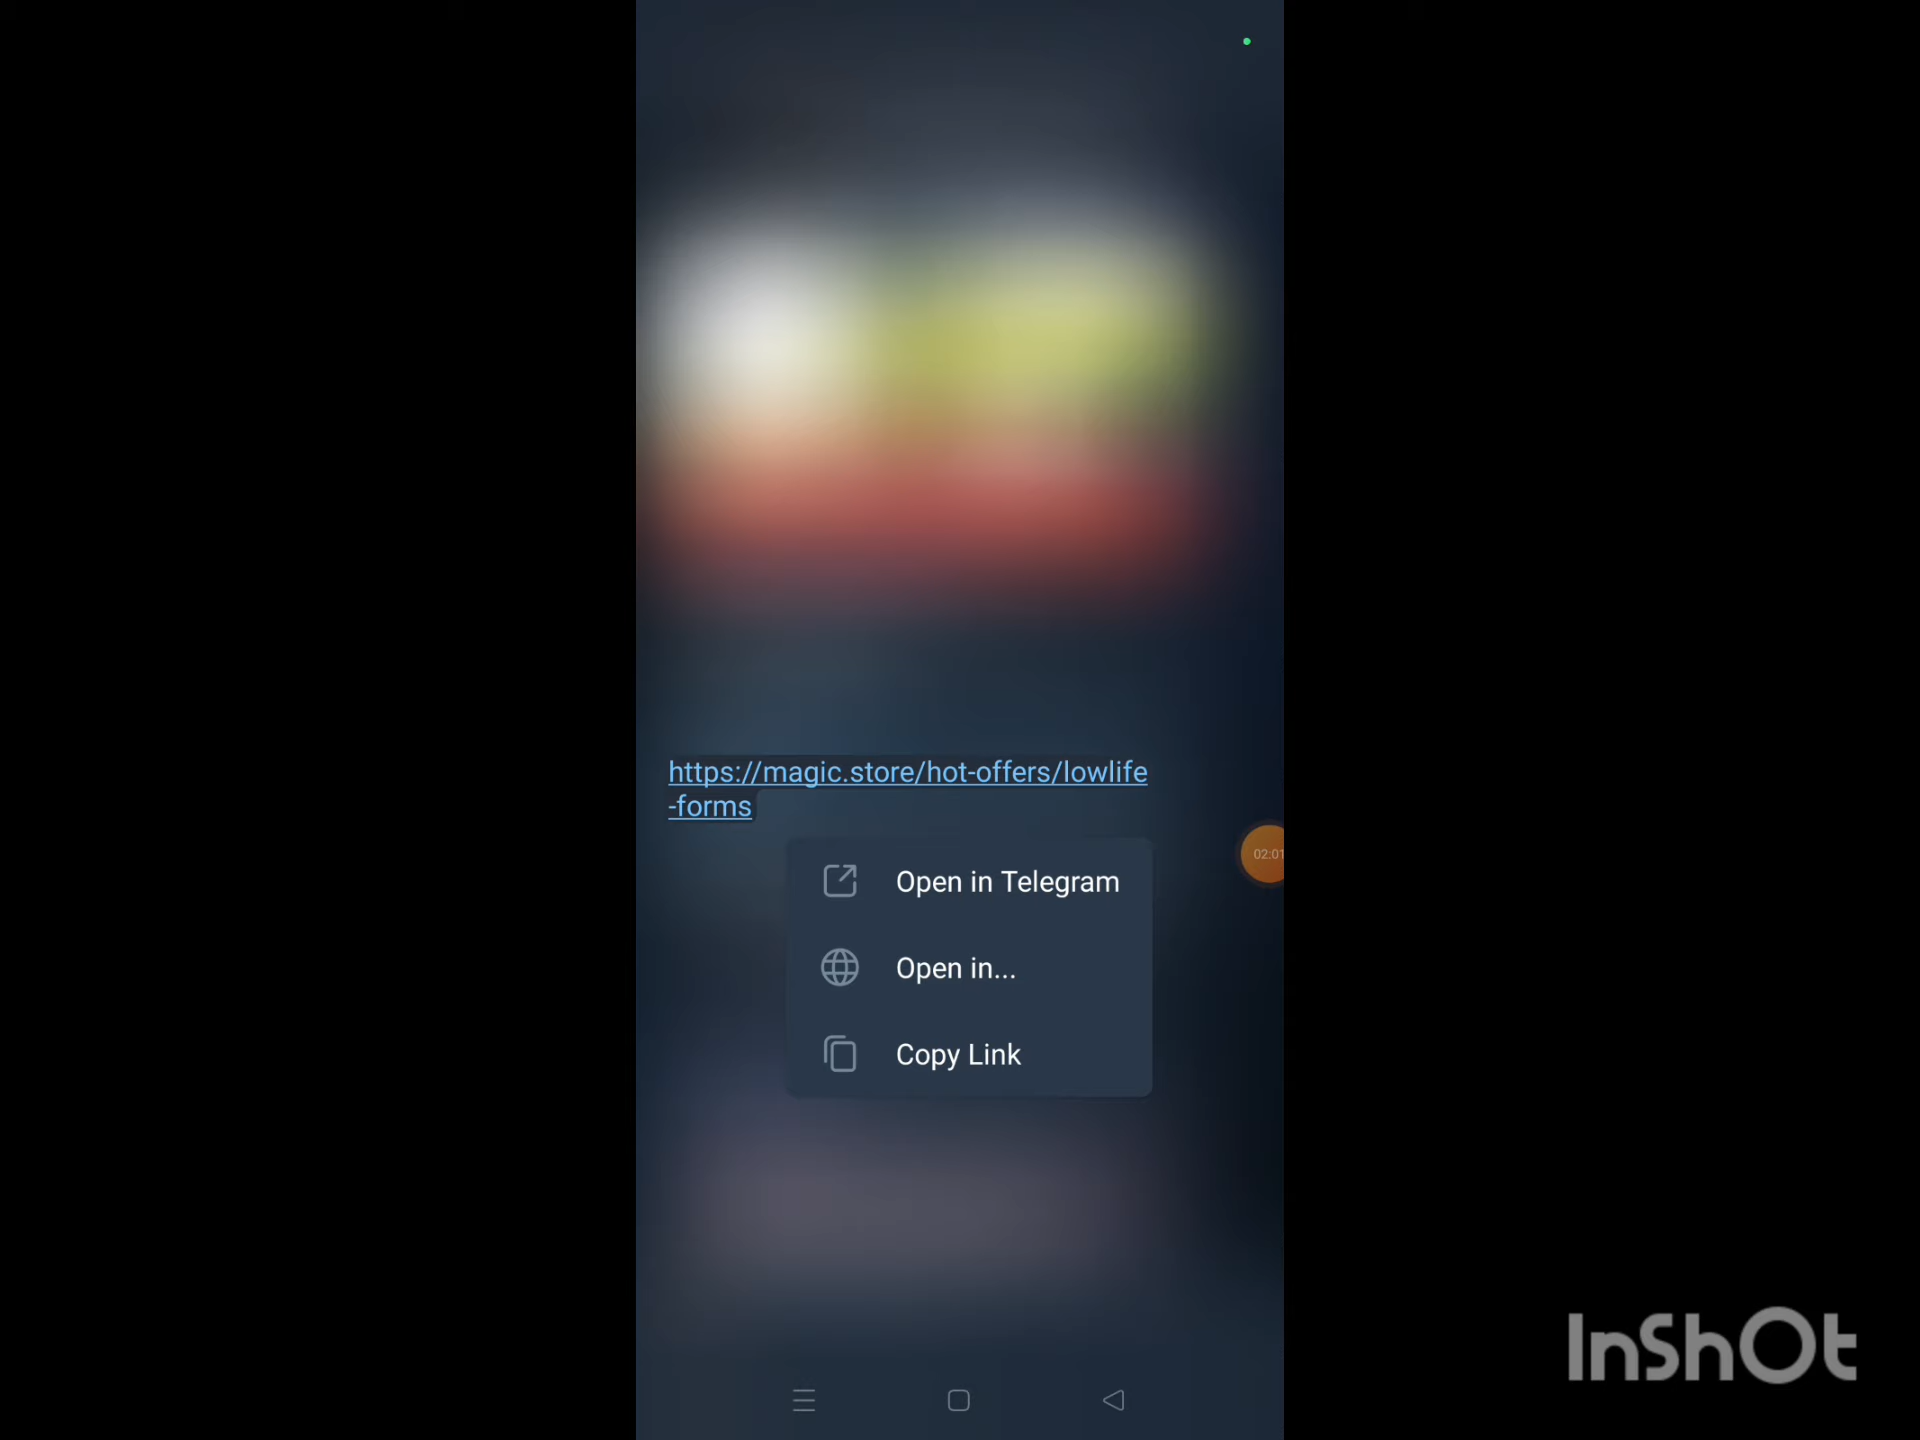 https://magic.store/hot-offers/lowlife
-forms
Open in Telegram
Open in...
Copy Link
02:01
InShOt